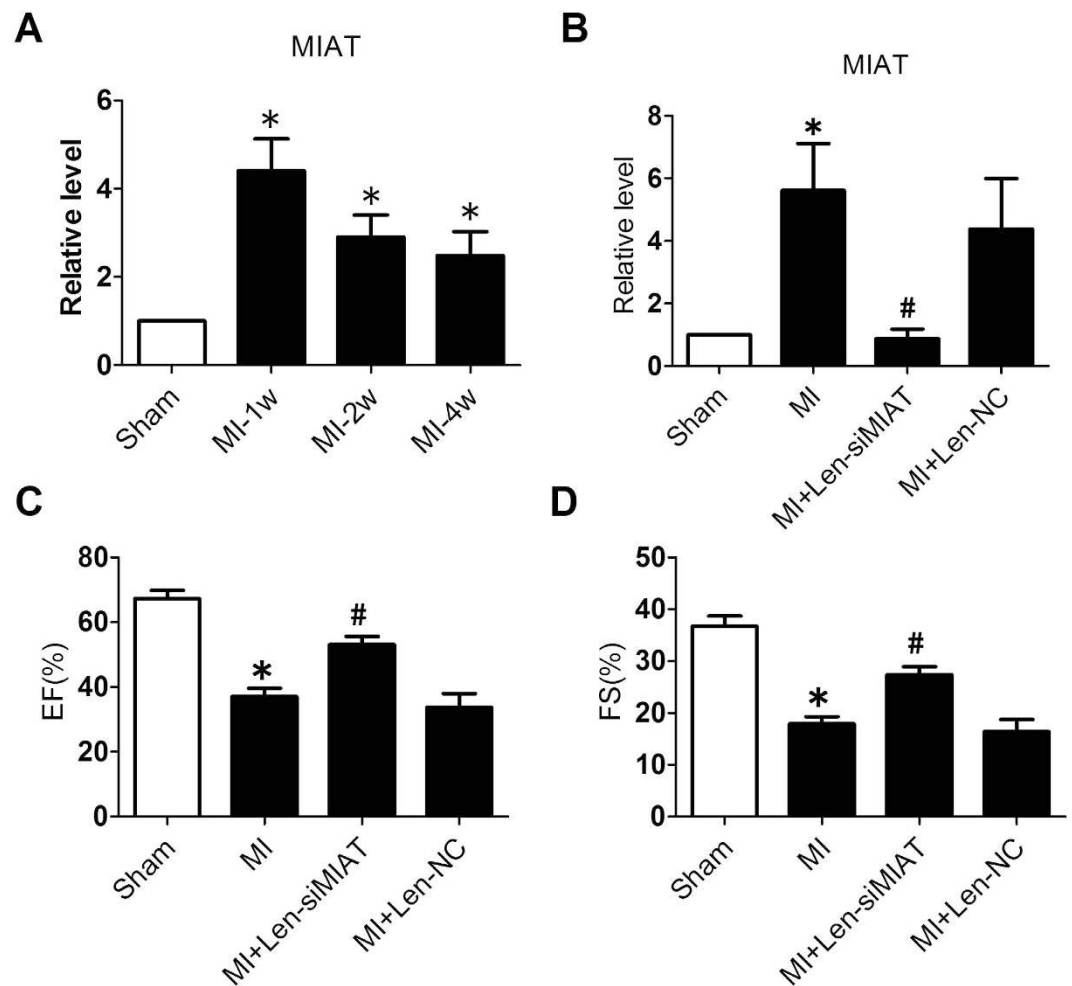 A
MIAT
Relative level
6
4
2
0
*
*
*
Sham
MI-1w
MI-2w
MI-4w
B
MIAT
Relative level
8
6
4
2
0
*
#
Sham
MI
MI+Len-siMIAT
MI+Len-NC
C
EF(%)
80
60
40
20
0
*
#
Sham
MI
MI+Len-siMIAT
MI+Len-NC
D
FS(%)
50
40
30
20
10
0
*
#
Sham
MI
MI+Len-siMIAT
MI+Len-NC